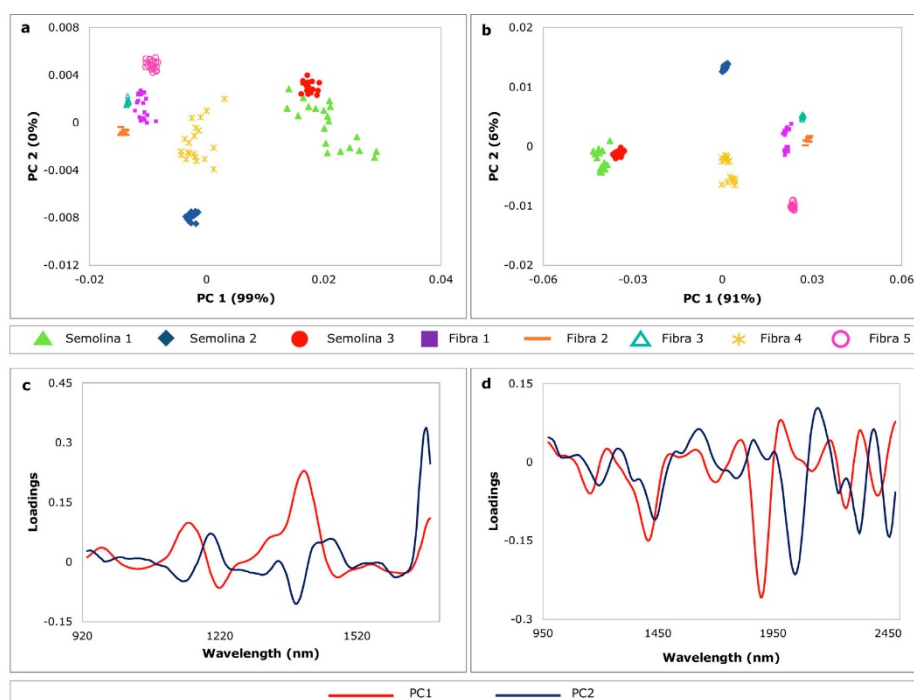 a
0.008
0.004
0
-0.004
-0.008
-0.012
PC 2 (0%)
-0.02
0
0.02
0.04
PC 1 (99%)
b
0.02
0.01
0
-0.01
-0.02
PC 2 (6%)
-0.06
-0.03
0
0.03
0.06
PC 1 (91%)
Semolina 1 Semolina 2 Semolina 3 Fibra 1 Fibra 2 Fibra 3 Fibra 4 Fibra 5
c
0.45
0.3
0.15
0
-0.15
Loadings
920
1220
1520
Wavelength (nm)
d
0.15
0
-0.15
-0.3
Loadings
950
1450
1950
2450
Wavelength (nm)
PC1 PC2